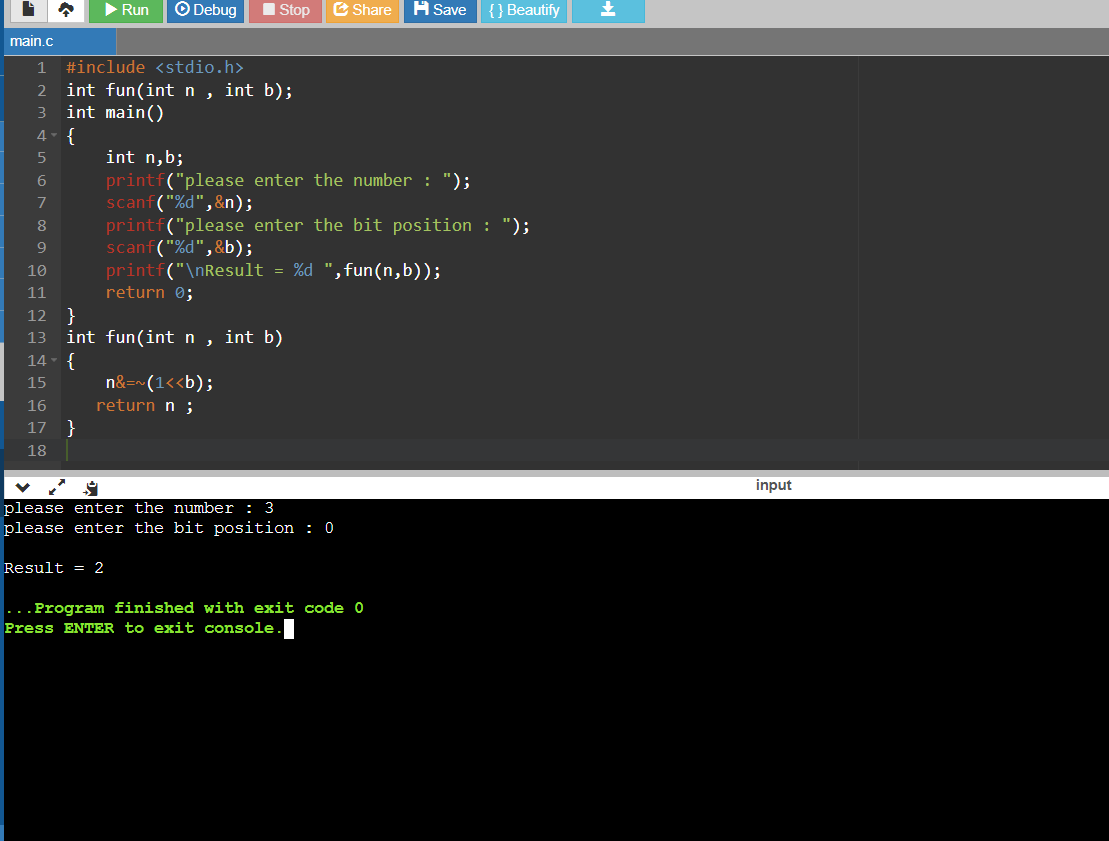 Run Debug Stop Share Save { } Beautify
main.c
1 #include <stdio.h>
2 int fun(int n , int b);
3 int main()
4 {
5     int n,b;
6     printf("please enter the number : ");
7     scanf("%d",&n);
8     printf("please enter the bit position : ");
9     scanf("%d",&b);
10     printf("\nResult = %d ",fun(n,b));
11     return 0;
12 }
13 int fun(int n , int b)
14 {
15     n&=~(1<<b);
16    return n ;
17 }
18
input
please enter the number : 3
please enter the bit position : 0
Result = 2
...Program finished with exit code 0
Press ENTER to exit console.